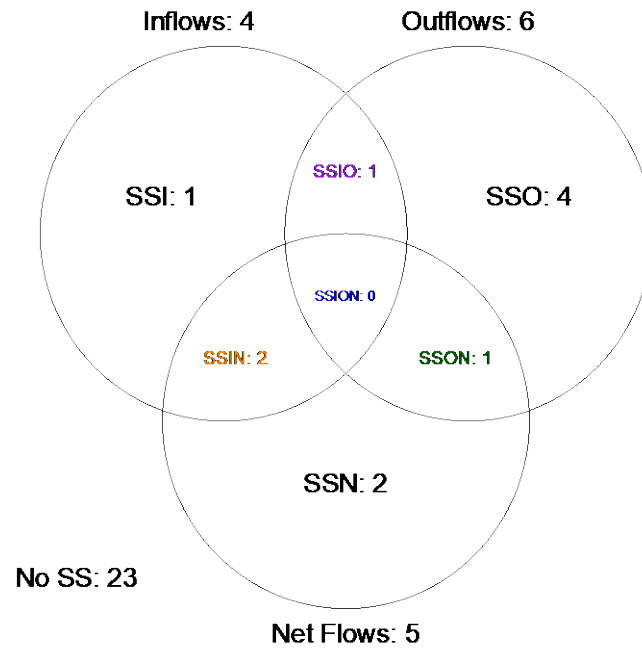 Inflows: 4
Outflows: 6
SSIO: 1
SSI: 1
SSO: 4
SSION: 0
SSIN: 2
SSON: 1
SSN: 2
No SS: 23
Net Flows: 5